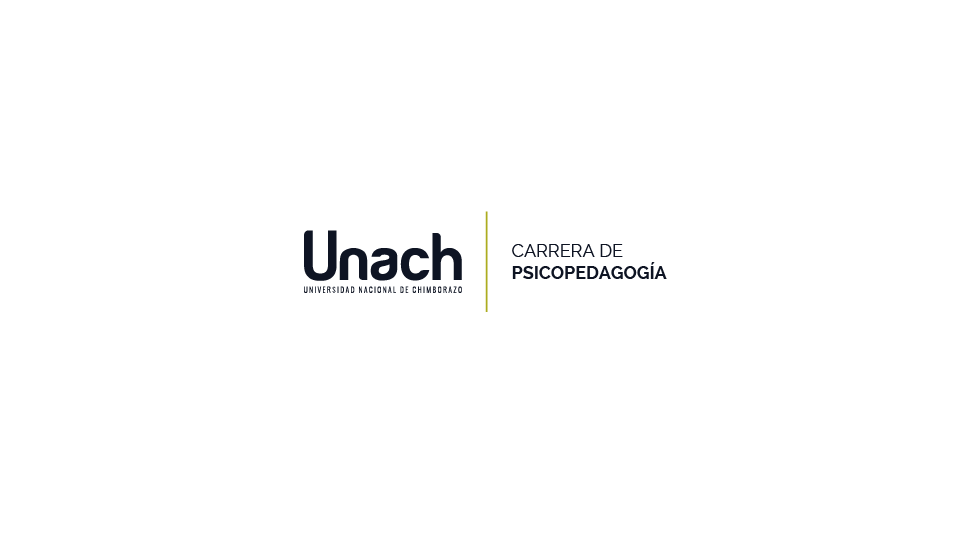 Unach
UNIVERSIDAD NACIONAL DE CHIMBORAZO
CARRERA DE
PSICOPEDAGOGÍA